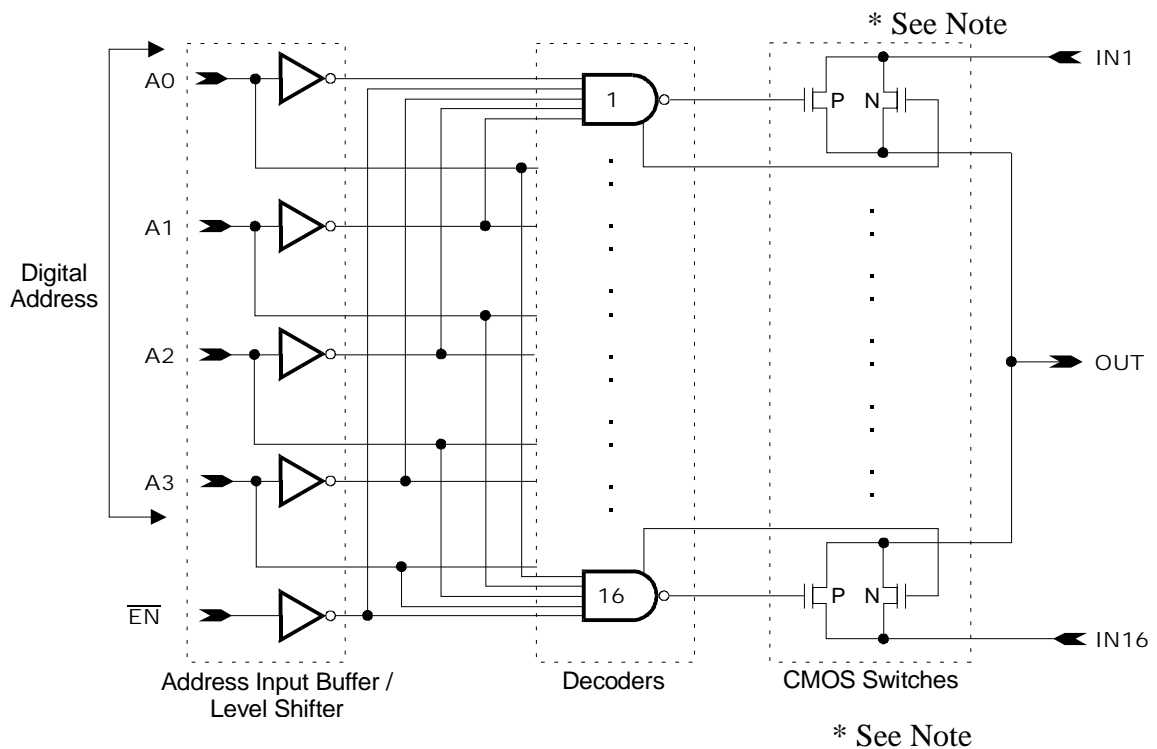 * See Note
A0
IN1
1
P
N
A1
Digital
Address
A2
OUT
A3
16
P
N
EN
IN16
Address Input Buffer /
Level Shifter
Decoders
CMOS Switches
* See Note